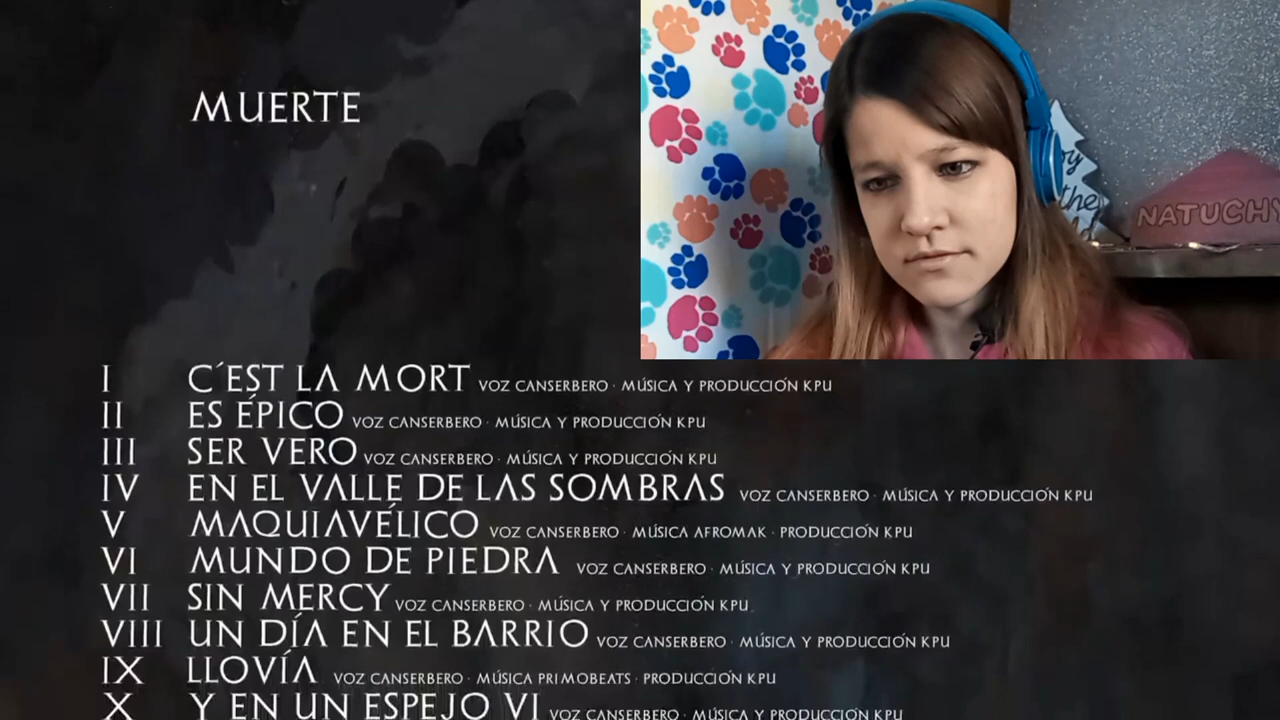 MUERTE
oy
the
NATUCHY
I C´EST LA MORT VOZ CANSERBERO · MÚSICA Y PRODUCCIÓN KPU
II ES ÉPICO VOZ CANSERBERO · MÚSICA Y PRODUCCIÓN KPU
III SER VERO VOZ CANSERBERO · MÚSICA Y PRODUCCIÓN KPU
IV EN EL VALLE DE LAS SOMBRAS VOZ CANSERBERO · MÚSICA Y PRODUCCIÓN KPU
V MAQUIAVÉLICO VOZ CANSERBERO · MÚSICA AFROMAK · PRODUCCIÓN KPU
VI MUNDO DE PIEDRA VOZ CANSERBERO · MÚSICA Y PRODUCCIÓN KPU
VII SIN MERCY VOZ CANSERBERO · MÚSICA Y PRODUCCIÓN KPU
VIII UN DÍA EN EL BARRIO VOZ CANSERBERO · MÚSICA Y PRODUCCIÓN KPU
IX LLOVÍA VOZ CANSERBERO · MÚSICA PRIMOBEATS · PRODUCCIÓN KPU
X Y EN UN ESPEJO VI VOZ CANSERBERO · MÚSICA Y PRODUCCIÓN KPU